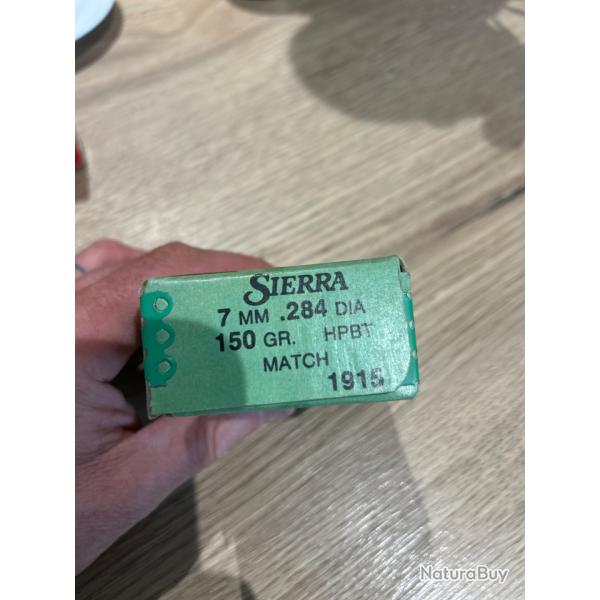 SIERRA
7 MM .284 DIA
150 GR. HPBT
MATCH
1915
NaturaBuy